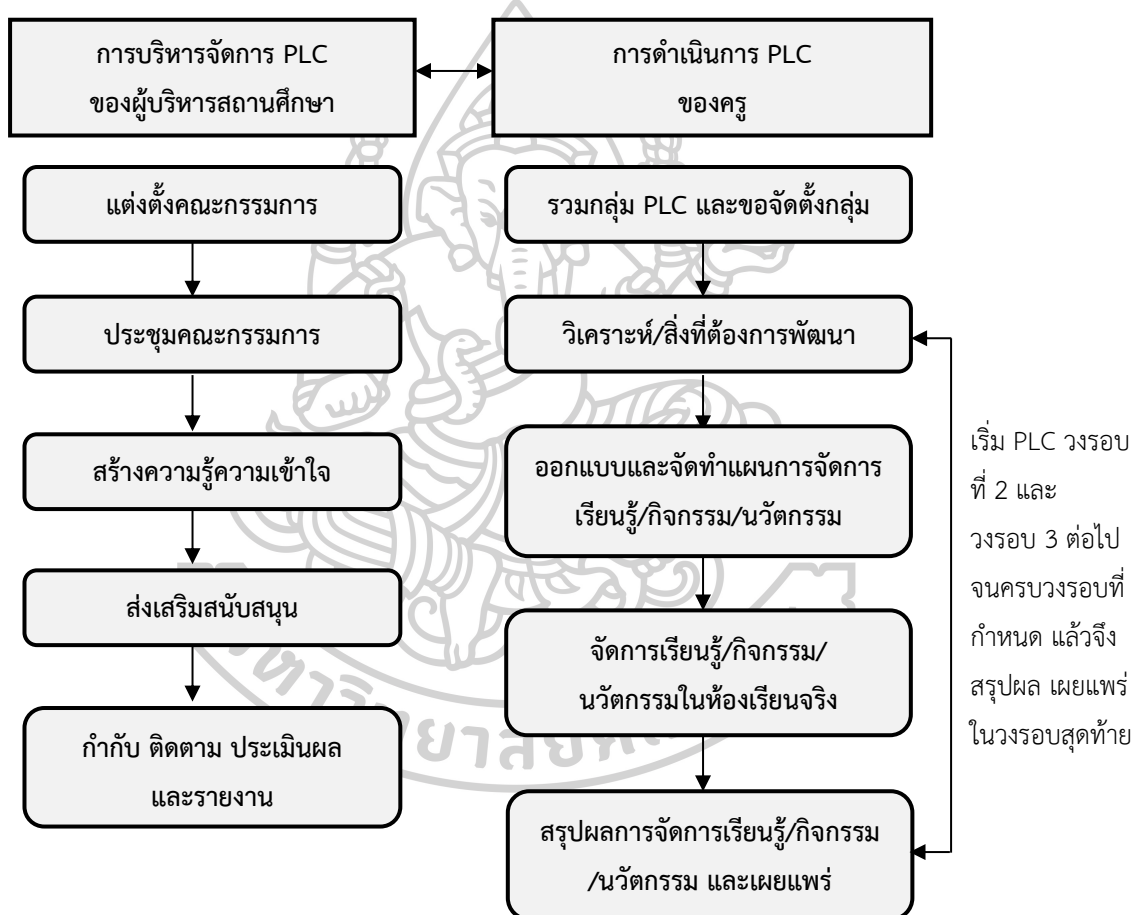 การบริหารจัดการ PLC
ของผู้บริหารสถานศึกษา
การดำเนินการ PLC
ของครู
แต่งตั้งคณะกรรมการ
ประชุมคณะกรรมการ
สร้างความรู้ความเข้าใจ
ส่งเสริมสนับสนุน
กำกับ ติดตาม ประเมินผล
และรายงาน
รวมกลุ่ม PLC และขอจัดตั้งกลุ่ม
วิเคราะห์/สิ่งที่ต้องการพัฒนา
ออกแบบและจัดทำแผนการจัดการ
เรียนรู้/กิจกรรม/นวัตกรรม
จัดการเรียนรู้/กิจกรรม/
นวัตกรรมในห้องเรียนจริง
สรุปผลการจัดการเรียนรู้/กิจกรรม
/นวัตกรรม และเผยแพร่
เริ่ม PLC วงรอบ
ที่ 2 และ
วงรอบ 3 ต่อไป
จนครบวงรอบที่
กำหนด แล้วจึง
สรุปผล เผยแพร่
ในวงรอบสุดท้าย